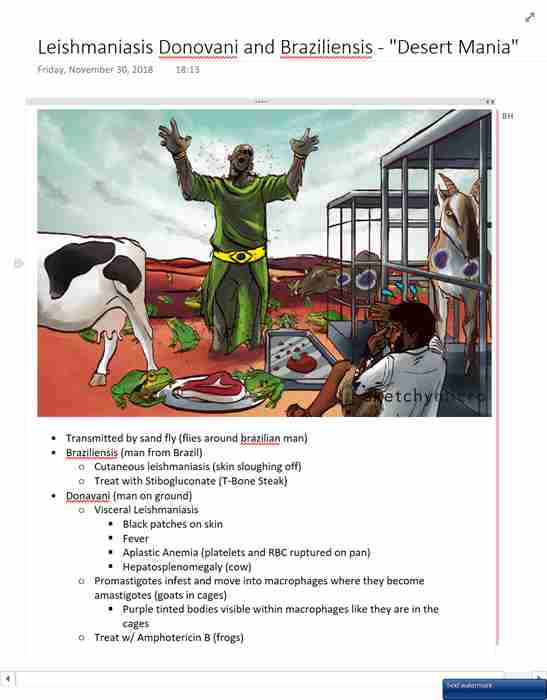 Leishmaniasis Donovani and Braziliensis - "Desert Mania"
Friday, November 30, 2018 18:13
BH
sketchymicro
• Transmitted by sand fly (flies around brazilian man)
• Braziliensis (man from Brazil)
○ Cutaneous leishmaniasis (skin sloughing off)
○ Treat with Stibogluconate (T-Bone Steak)
• Donavani (man on ground)
○ Visceral Leishmaniasis
▪ Black patches on skin
▪ Fever
▪ Aplastic Anemia (platelets and RBC ruptured on pan)
▪ Hepatosplenomegaly (cow)
○ Promastigotes infest and move into macrophages where they become
amastigotes (goats in cages)
▪ Purple tinted bodies visible within macrophages like they are in the
cages
○ Treat w/ Amphotericin B (frogs)